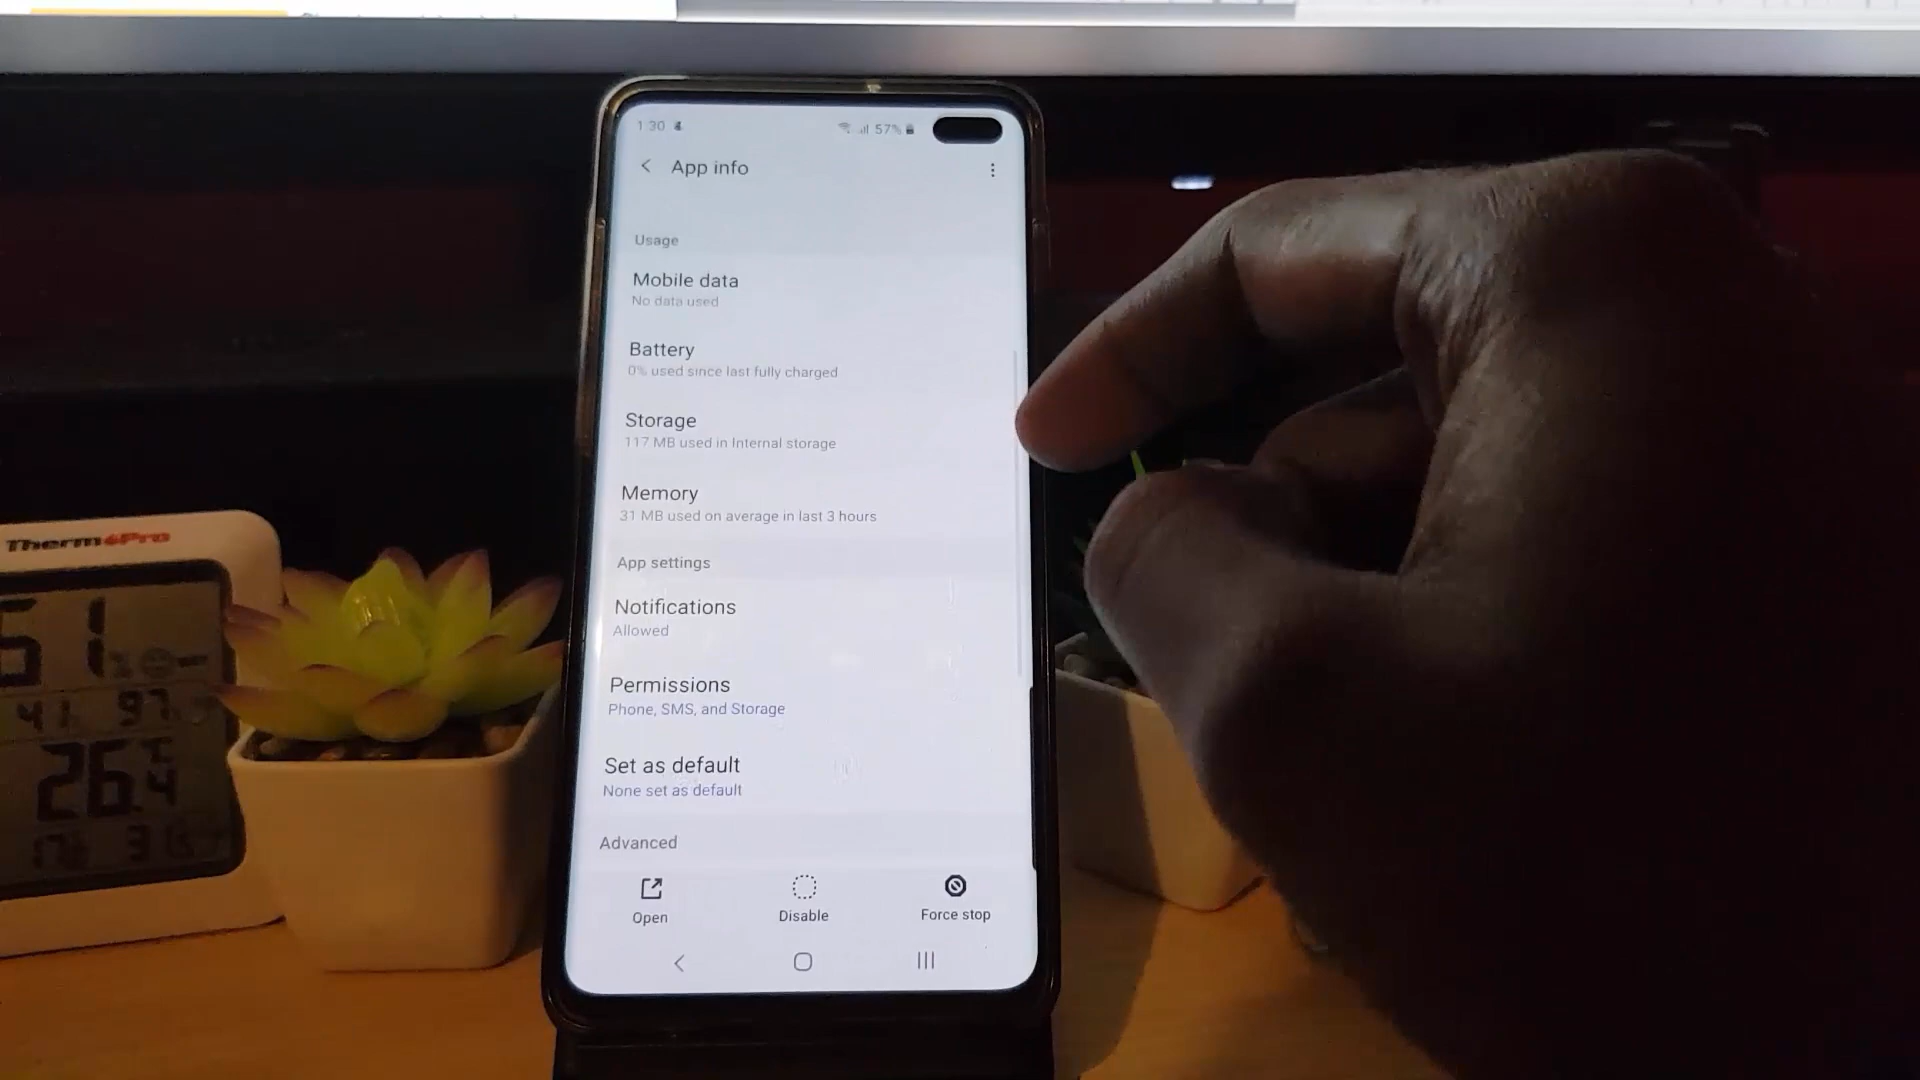 1:30
57%
App info
Usage
Mobile data
No data used
Battery
0% used since last fully charged
Storage
117 MB used in Internal storage
Memory
31 MB used on average in last 3 hours
App settings
Notifications
Allowed
Permissions
Phone, SMS, and Storage
Set as default
None set as default
Advanced
Open
Disable
Force stop
ThermoPro
51
41
97
26.4